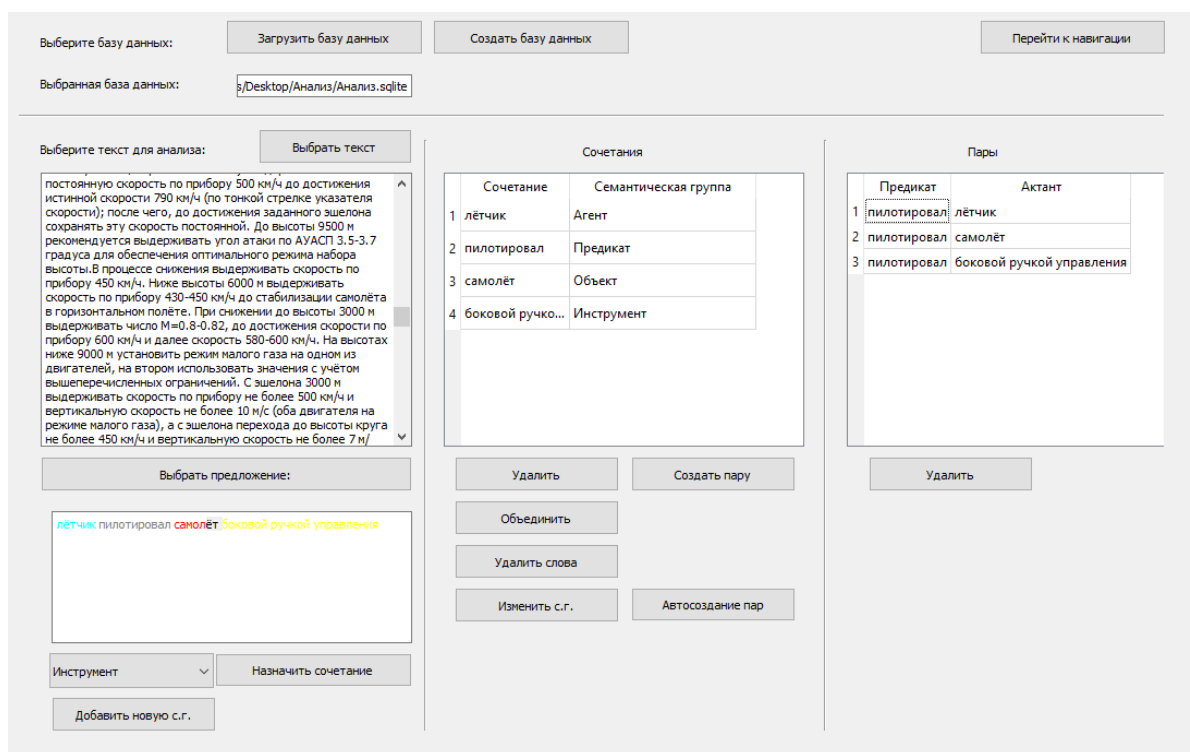 Выберите базу данных:
Загрузить базу данных
Создать базу данных
Перейти к навигации
Выбранная база данных:
s/Desktop/Анализ/Анализ.sqlite
Выберите текст для анализа:
Выбрать текст
постоянную скорость по прибору 500 км/ч до достижения
истинной скорости 790 км/ч (по тонкой стрелке указателя
скорости); после чего, до достижения заданного эшелона
сохранять эту скорость постоянной. До высоты 9500 м
рекомендуется выдерживать угол атаки по АУАСП 3.5-3.7
градуса для обеспечения оптимального режима набора
высоты.В процессе снижения выдерживать скорость по
прибору 450 км/ч. Ниже высоты 6000 м выдерживать
скорость по прибору 430-450 км/ч до стабилизации самолёта
в горизонтальном полёте. При снижении до высоты 3000 м
выдерживать число М=0.8-0.82, до достижения скорости по
прибору 600 км/ч и далее скорость 580-600 км/ч. На высотах
ниже 9000 м установить режим малого газа на одном из
двигателей, на втором использовать значения с учётом
вышеперечисленных ограничений. С эшелона 3000 м
выдерживать скорость по прибору не более 500 км/ч и
вертикальную скорость не более 10 м/с (оба двигателя на
режиме малого газа), а с эшелона перехода до высоты круга
не более 450 км/ч и вертикальную скорость не более 7 м/
Выбрать предложение:
лётчик пилотировал самолёт боковой ручкой управления
Инструмент
Назначить сочетание
Добавить новую с.г.
Сочетания
Сочетание Семантическая группа
1 лётчик Агент
2 пилотировал Предикат
3 самолёт Объект
4 боковой ручко... Инструмент
Удалить
Создать пару
Объединить
Удалить слова
Изменить с.г.
Автосоздание пар
Пары
Предикат Актант
1 пилотировал лётчик
2 пилотировал самолёт
3 пилотировал боковой ручкой управления
Удалить